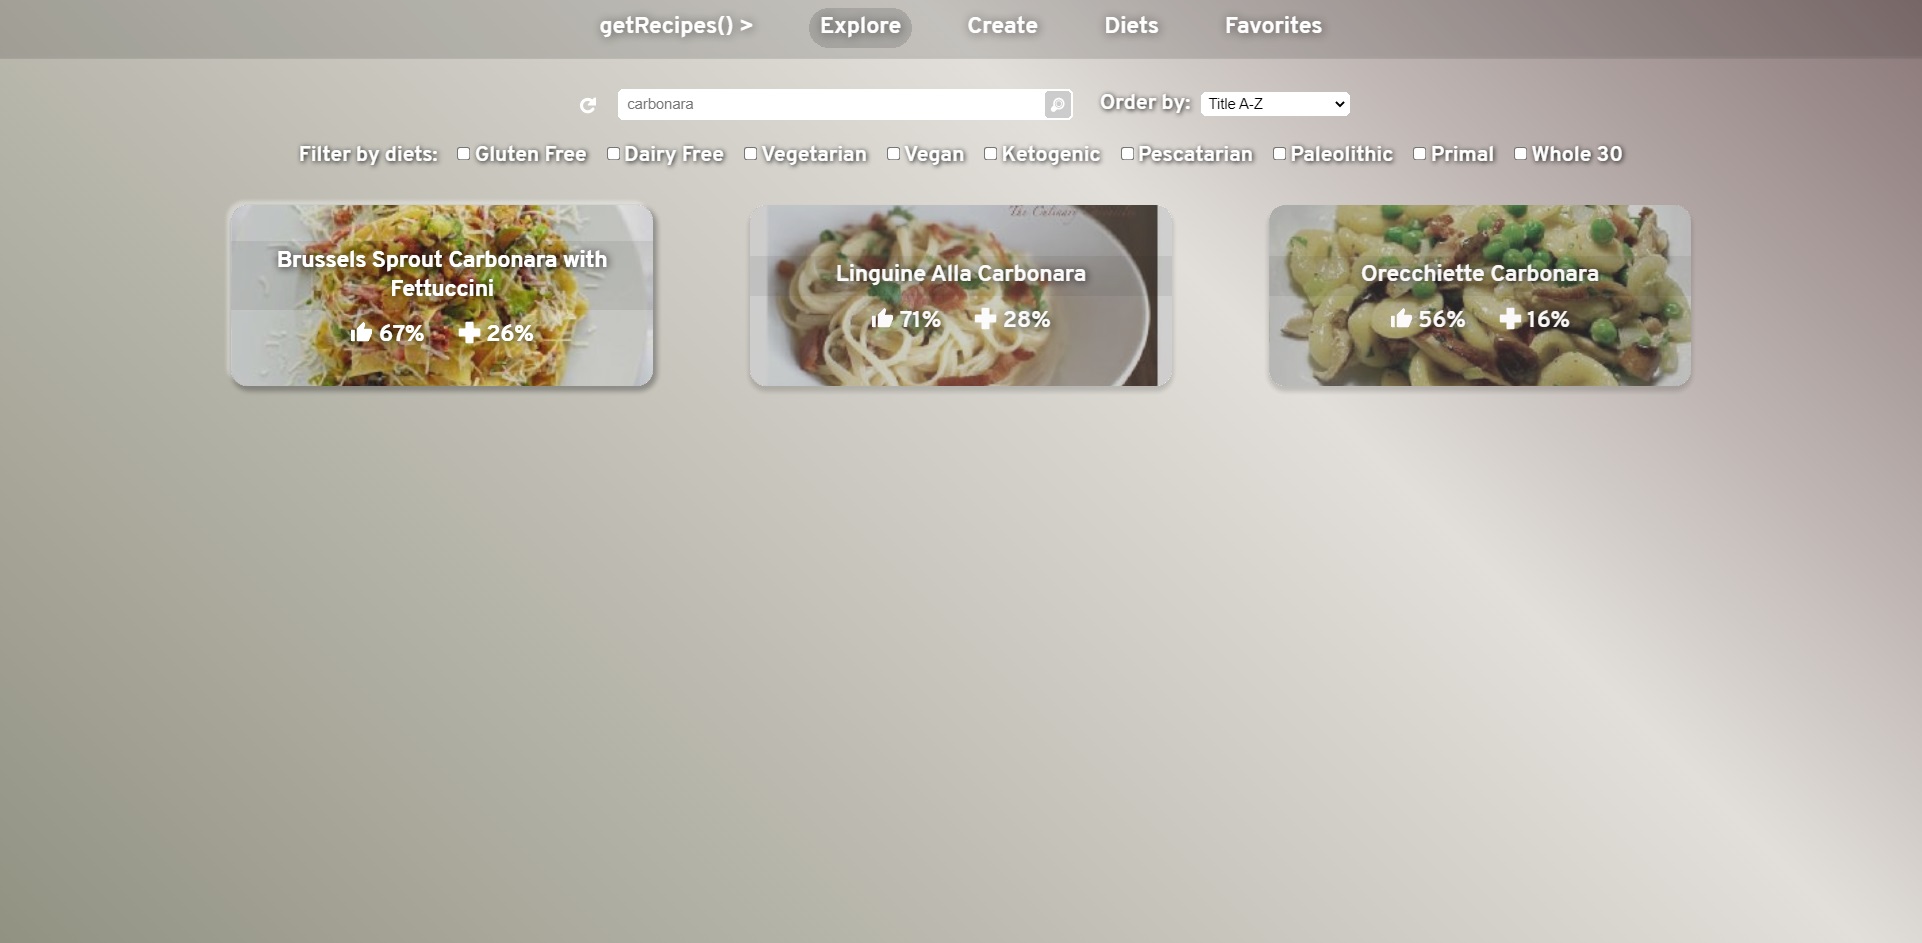 getRecipes() > Explore Create Diets Favorites
carbonara Order by: Title A-Z
Filter by diets: Gluten Free Dairy Free Vegetarian Vegan Ketogenic Pescatarian Paleolithic Primal Whole 30
Brussels Sprout Carbonara with
Fettuccini
67% 26%
The Culinary
Linguine Alla Carbonara
71% 28%
Orecchiette Carbonara
56% 16%